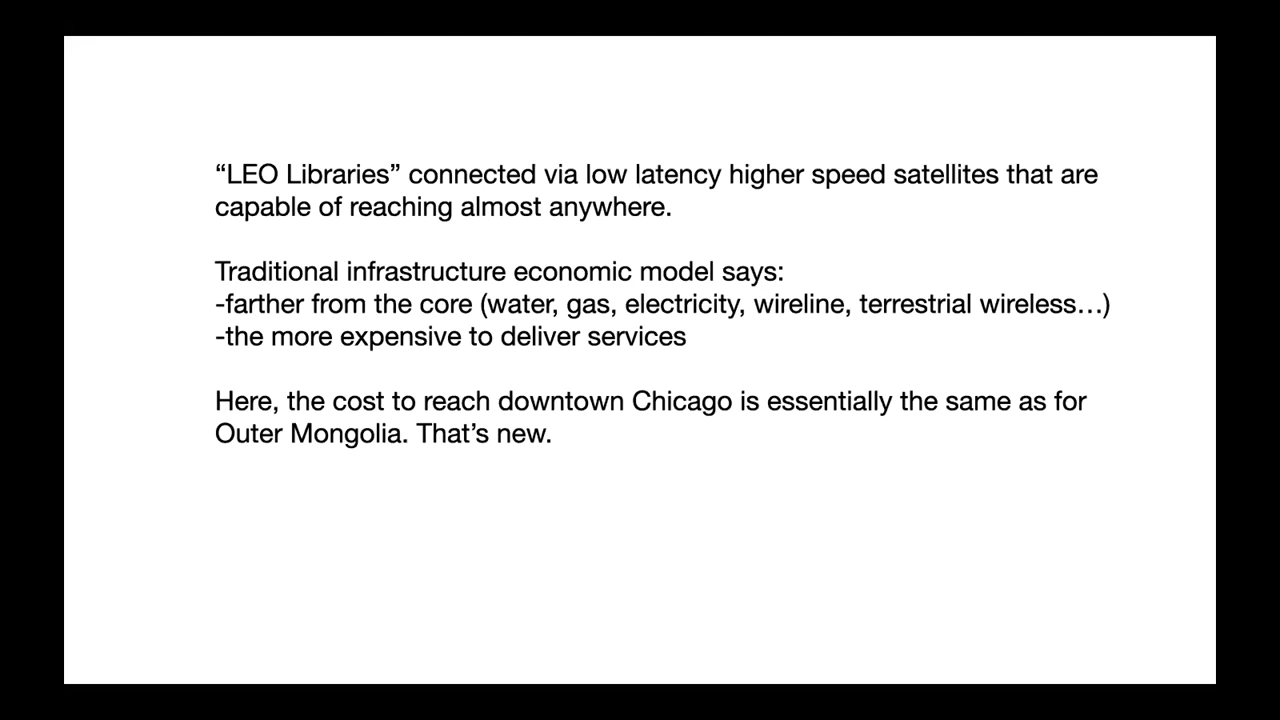 “LEO Libraries” connected via low latency higher speed satellites that are
capable of reaching almost anywhere.
Traditional infrastructure economic model says:
-farther from the core (water, gas, electricity, wireline, terrestrial wireless…)
-the more expensive to deliver services
Here, the cost to reach downtown Chicago is essentially the same as for
Outer Mongolia. That’s new.